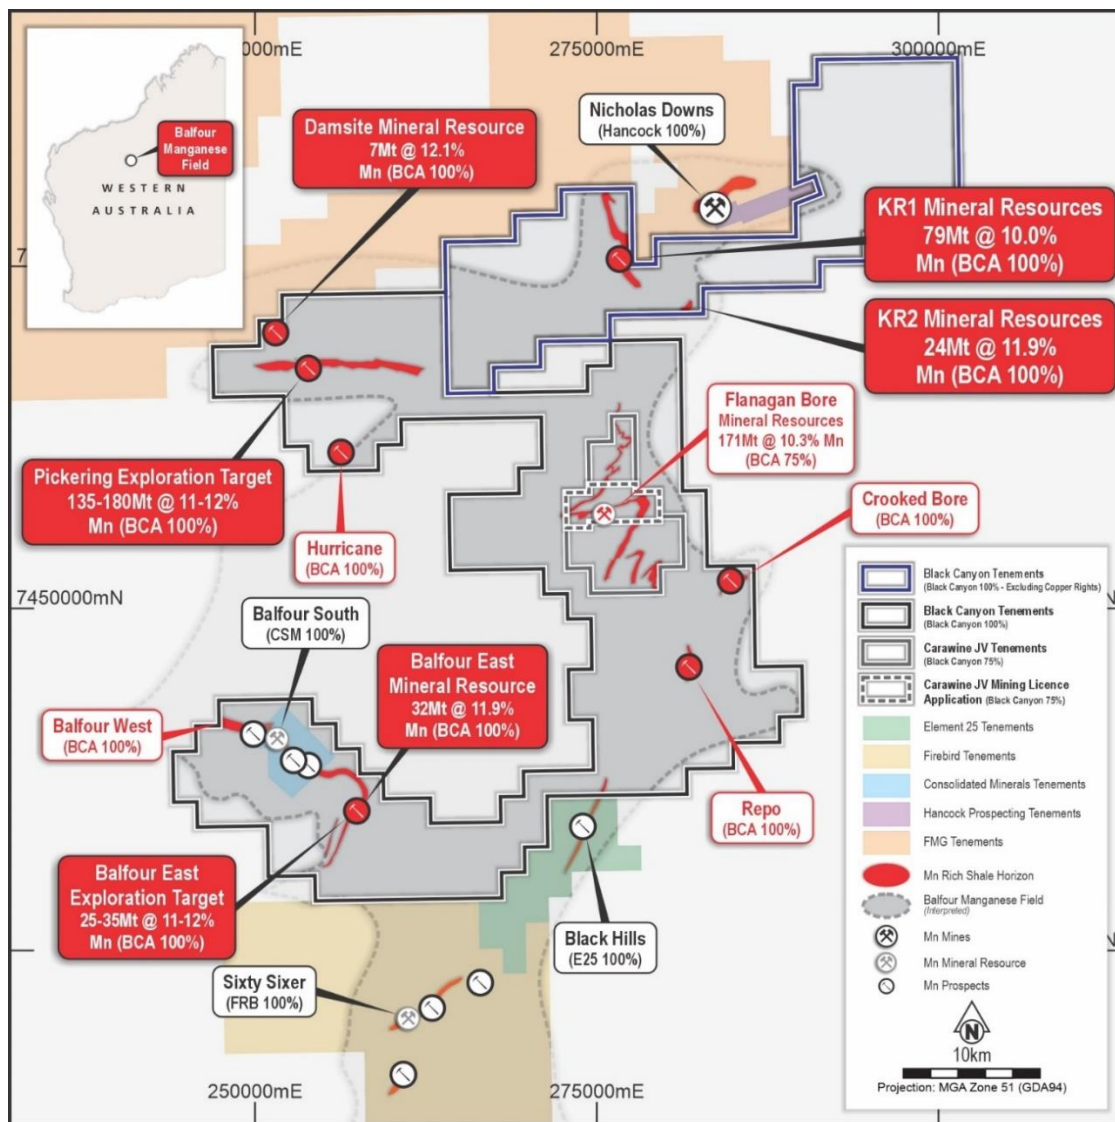 000mE
275000mE
300000mE
Balfour
Manganese
Field
WESTERN
AUSTRALIA
Damsite Mineral Resource
7Mt @ 12.1%
Mn (BCA 100%)
Nicholas Downs
(Hancock 100%)
KR1 Mineral Resources
79Mt @ 10.0%
Mn (BCA 100%)
7
KR2 Mineral Resources
24Mt @ 11.9%
Mn (BCA 100%)
Flanagan Bore
Mineral Resources
171Mt @ 10.3% Mn
(BCA 75%)
Pickering Exploration Target
135-180Mt @ 11-12%
Mn (BCA 100%)
Hurricane
(BCA 100%)
Crooked Bore
(BCA 100%)
7450000mN
N
Balfour South
(CSM 100%)
Balfour East
Mineral Resource
32Mt @ 11.9%
Mn (BCA 100%)
Balfour West
(BCA 100%)
Repo
(BCA 100%)
Balfour East
Exploration Target
25-35Mt @ 11-12%
Mn (BCA 100%)
Black Hills
(E25 100%)
Sixty Sixer
(FRB 100%)
Black Canyon Tenements
(Black Canyon 100% - Excluding Copper Rights)
Black Canyon Tenements
(Black Canyon 100%)
Carawine JV Tenements
(Black Canyon 75%)
Carawine JV Mining Licence
Application (Black Canyon 75%)
Element 25 Tenements
Firebird Tenements
Consolidated Minerals Tenements
Hancock Prospecting Tenements
FMG Tenements
Mn Rich Shale Horizon
Balfour Manganese Field
(Interpreted)
N
Mn Mines
Mn Mineral Resource
Mn Prospects
N
10km
Projection: MGA Zone 51 (GDA94)
250000mE
275000mE